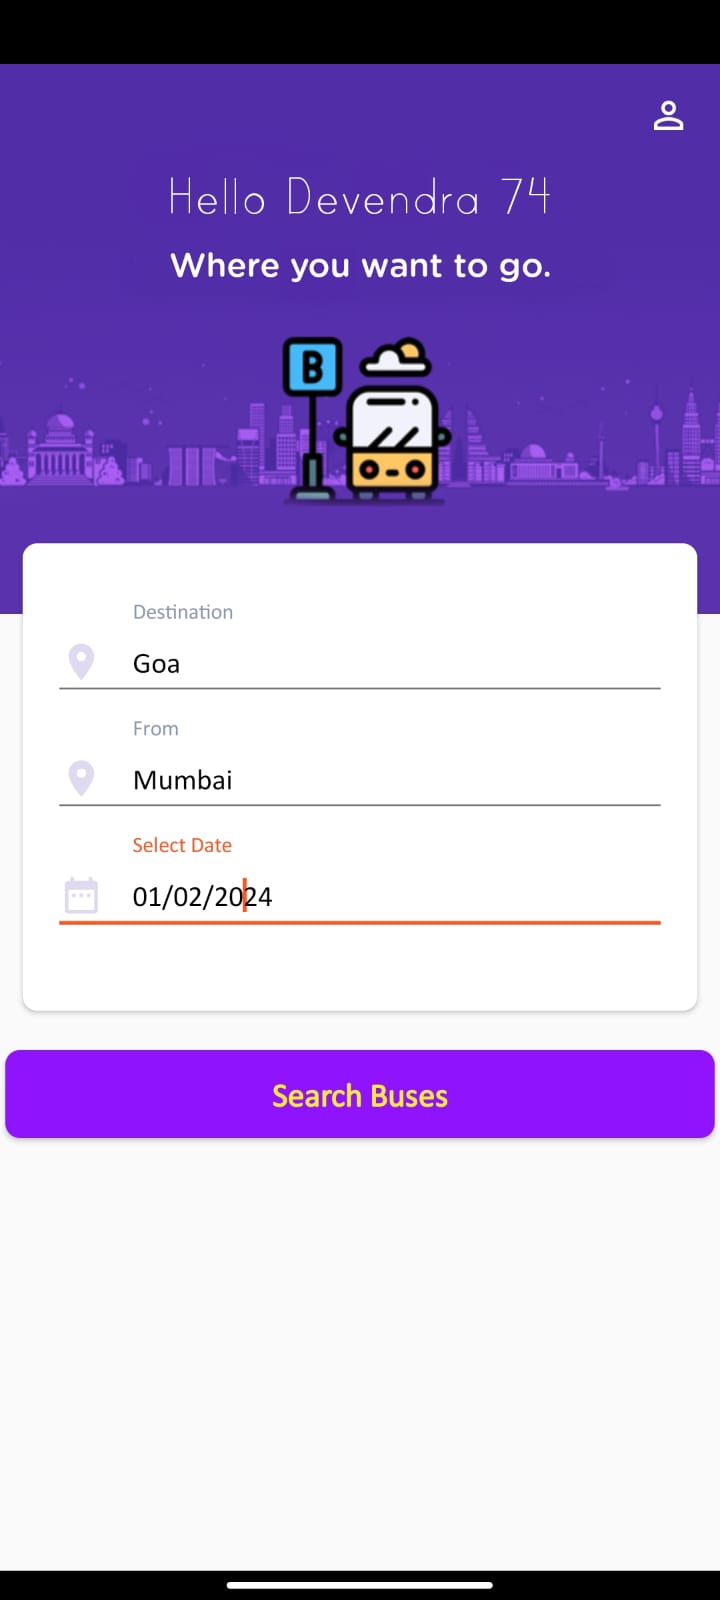 Hello Devendra 74
Where you want to go.
B
Destination
Goa
From
Mumbai
Select Date
01/02/2024
Search Buses